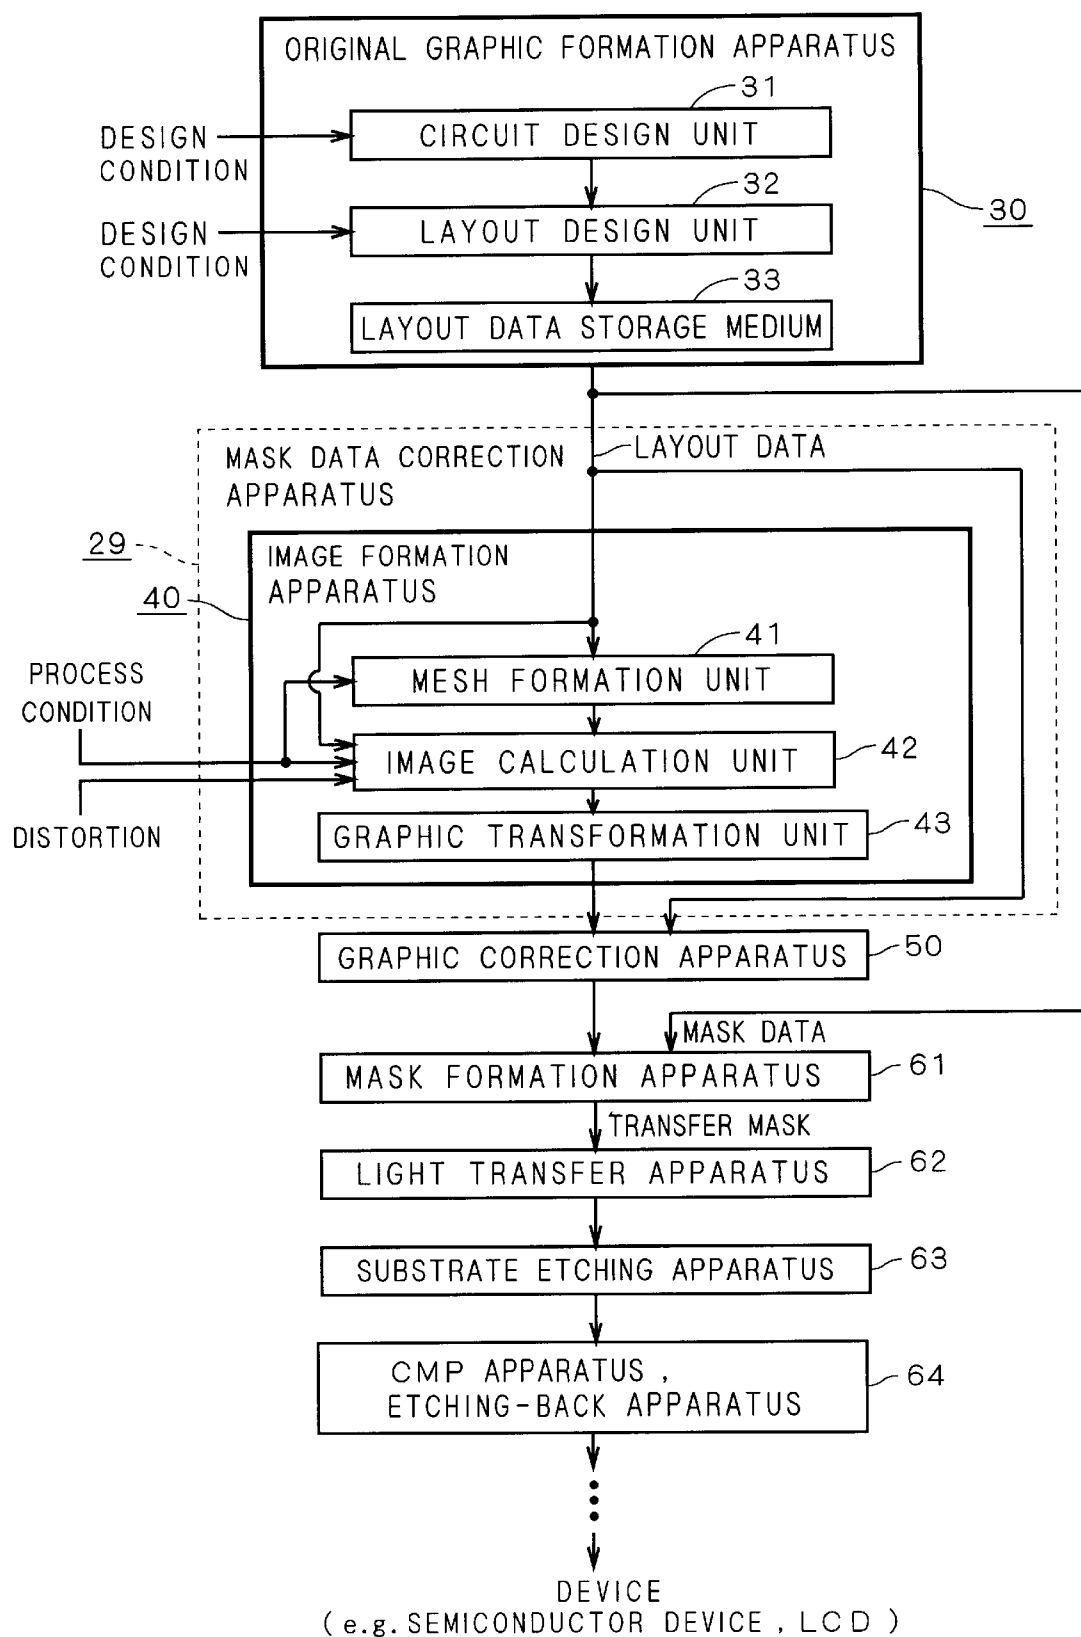 ORIGINAL GRAPHIC FORMATION APPARATUS
31
DESIGN
CONDITION
CIRCUIT DESIGN UNIT
32
30
DESIGN
CONDITION
LAYOUT DESIGN UNIT
33
LAYOUT DATA STORAGE MEDIUM
LAYOUT DATA
MASK DATA CORRECTION
APPARATUS
29
IMAGE FORMATION
APPARATUS
40
41
PROCESS
CONDITION
MESH FORMATION UNIT
42
IMAGE CALCULATION UNIT
DISTORTION
43
GRAPHIC TRANSFORMATION UNIT
50
GRAPHIC CORRECTION APPARATUS
MASK DATA
61
MASK FORMATION APPARATUS
TRANSFER MASK
62
LIGHT TRANSFER APPARATUS
63
SUBSTRATE ETCHING APPARATUS
64
CMP APPARATUS ,
ETCHING-BACK APPARATUS
DEVICE
( e.g. SEMICONDUCTOR DEVICE , LCD )